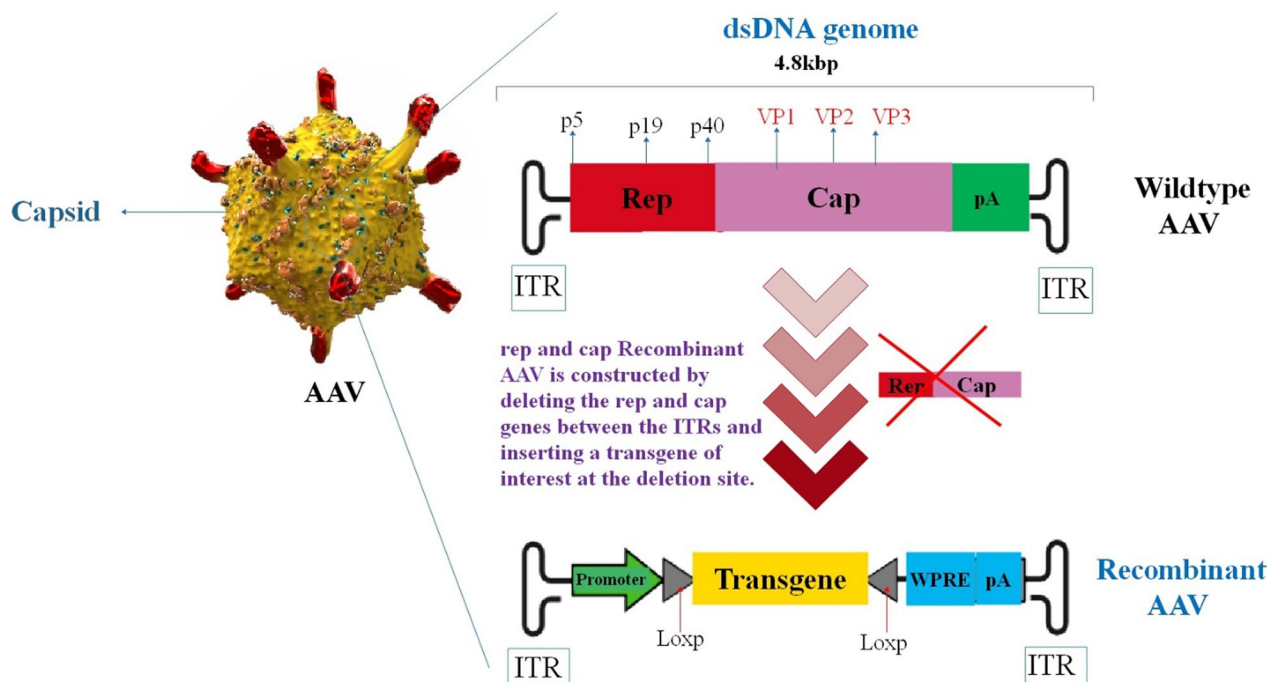 dsDNA genome
4.8kbp
p5
p19
p40
VP1
VP2
VP3
Capsid
Rep
Cap
pA
Wildtype
AAV
ITR
ITR
AAV
rep and cap Recombinant
AAV is constructed by
deleting the rep and cap
genes between the ITRs and
inserting a transgene of
interest at the deletion site.
Rep
Cap
Promoter
Transgene
WPRE
pA
Recombinant
AAV
Loxp
Loxp
ITR
ITR